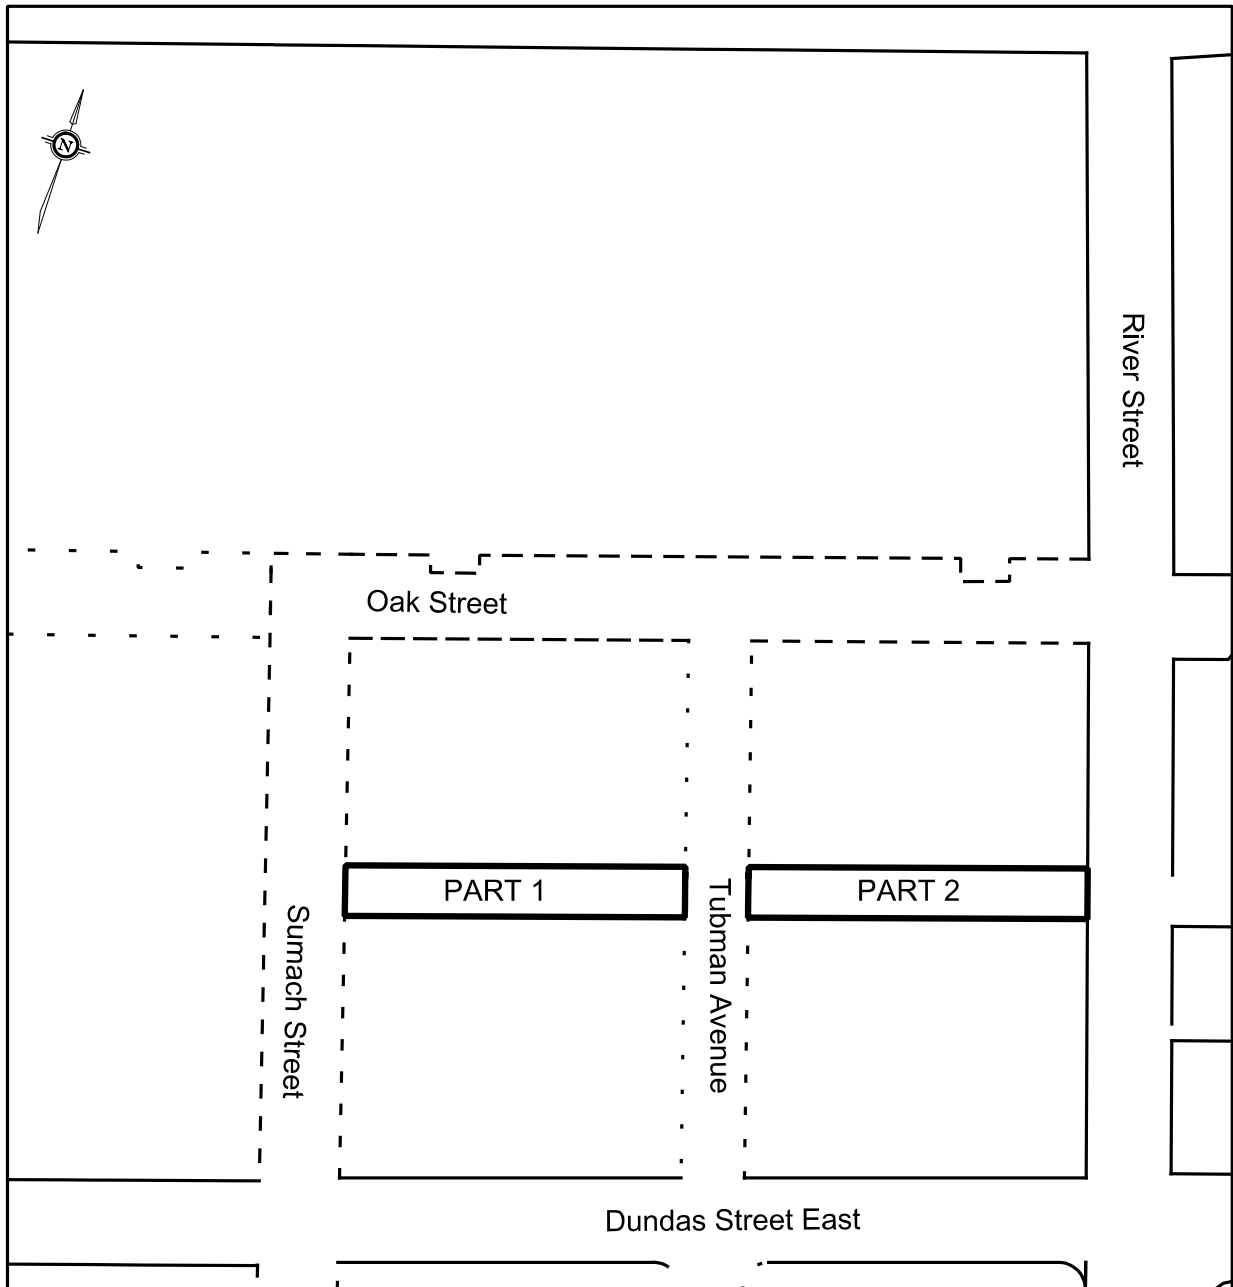 N
River Street
Oak Street
PART 1
PART 2
Tubman Avenue
Sumach Street
Dundas Street East